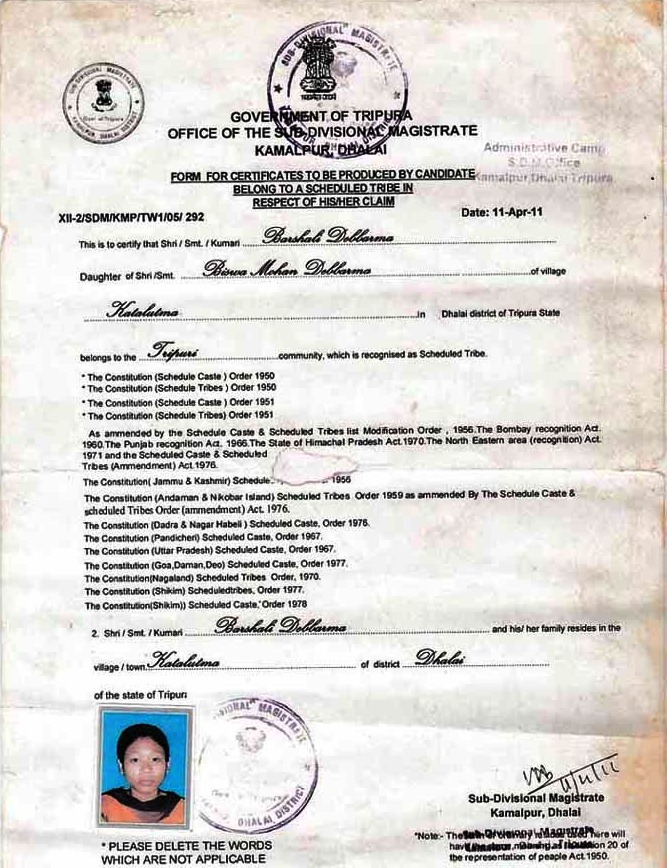 SUB-DIVISIONAL MAGISTRATE
KAMALPUR, DHALAI DISTRICT
GOVERNMENT OF TRIPURA
OFFICE OF THE SUB-DIVISIONAL MAGISTRATE
KAMALPUR, DHALAI
Administrative Camp
S.D.M. Office
Kamalpur, Dhalai Tripura
FORM FOR CERTIFICATES TO BE PRODUCED BY CANDIDATE
BELONG TO A SCHEDULED TRIBE IN
RESPECT OF HIS/HER CLAIM
XII-2/SDM/KMP/TW1/05/ 292 Date: 11-Apr-11
This is to certify that Shri / Smt. / Kumari Barshali Debbarma
Daughter of Shri /Smt. Biswa Mohan Debbarma of village
Katalutma in Dhalai district of Tripura State
belongs to the Tripuri community, which is recognised as Scheduled Tribe.
* The Constitution (Schedule Caste ) Order 1950
* The Constitution (Schedule Tribes ) Order 1950
* The Constitution (Schedule Caste ) Order 1951
* The Constitution (Schedule Tribes) Order 1951
As ammended by the Schedule Caste & Scheduled Tribes list Modification Order , 1956.The Bombay recognition Act.
1960.The Punjab recognition Act. 1966.The State of Himachal Pradesh Act.1970.The North Eastern area (recognition) Act.
1971 and the Scheduled Caste & Scheduled
Tribes (Ammendment) Act.1976.
The Constitution( Jammu & Kashmir) Schedule 1956
The Constitution (Andaman & Nikobar Island) Scheduled Tribes Order 1959 as ammended By The Schedule Caste &
scheduled Tribes Order (ammendment) Act. 1976.
The Constitution (Dadra & Nagar Habeli ) Scheduled Caste, Order 1976.
The Constitution (Pandicheri) Scheduled Caste, Order 1967.
The Constitution (Uttar Pradesh) Scheduled Caste, Order 1967.
The Constitution (Goa,Daman,Deo) Scheduled Caste, Order 1977.
The Constitution(Nagaland) Scheduled Tribes Order, 1970.
The Constitution (Shikim) Scheduledtribes, Order 1977.
The Constitution(Shikim)) Scheduled Caste, Order 1978
2. Shri / Smt. / Kumari Barshali Debbarma and his/ her family resides in the
village / town. Katalutma of district Dhalai
of the state of Tripura
DHALAI DISTRICT
Sub-Divisional Magistrate
Kamalpur, Dhalai
* PLEASE DELETE THE WORDS
WHICH ARE NOT APPLICABLE
*Note:- The used here will
have 20 of
the representation of peaple Act.1950.